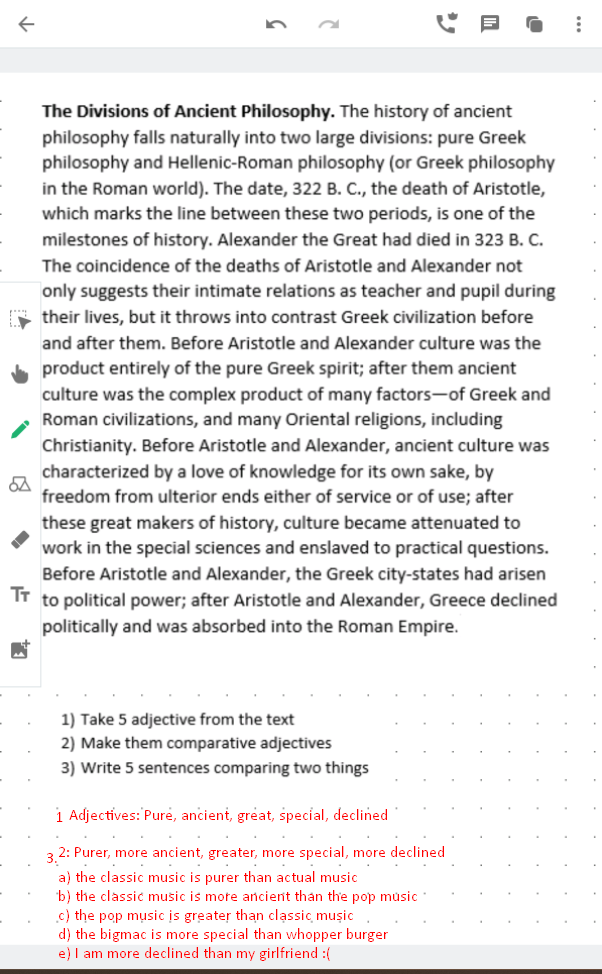 The Divisions of Ancient Philosophy. The history of ancient
philosophy falls naturally into two large divisions: pure Greek
philosophy and Hellenic-Roman philosophy (or Greek philosophy
in the Roman world). The date, 322 B. C., the death of Aristotle,
which marks the line between these two periods, is one of the
milestones of history. Alexander the Great had died in 323 B. C.
The coincidence of the deaths of Aristotle and Alexander not
only suggests their intimate relations as teacher and pupil during
their lives, but it throws into contrast Greek civilization before
and after them. Before Aristotle and Alexander culture was the
product entirely of the pure Greek spirit; after them ancient
culture was the complex product of many factors—of Greek and
Roman civilizations, and many Oriental religions, including
Christianity. Before Aristotle and Alexander, ancient culture was
characterized by a love of knowledge for its own sake, by
freedom from ulterior ends either of service or of use; after
these great makers of history, culture became attenuated to
work in the special sciences and enslaved to practical questions.
Before Aristotle and Alexander, the Greek city-states had arisen
Tт to political power; after Aristotle and Alexander, Greece declined
politically and was absorbed into the Roman Empire.
1) Take 5 adjective from the text
2) Make them comparative adjectives
3) Write 5 sentences comparing two things
1 Adjectives: Pure, ancient, great, special, declined
2: Purer, more ancient, greater, more special, more declined
3.
a) the classic music is purer than actual music
b) the classic music is more ancient than the pop music
c) the pop music is greater than classic music
d) the bigmac is more special than whopper burger
e) I am more declined than my girlfriend :(